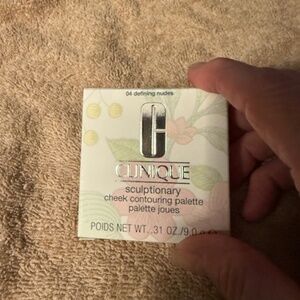 04 defining nudes
C
CLINIQUE
sculptionary
cheek contouring palette
palette joues
POIDS NET WT. .31 OZ./9.0 g